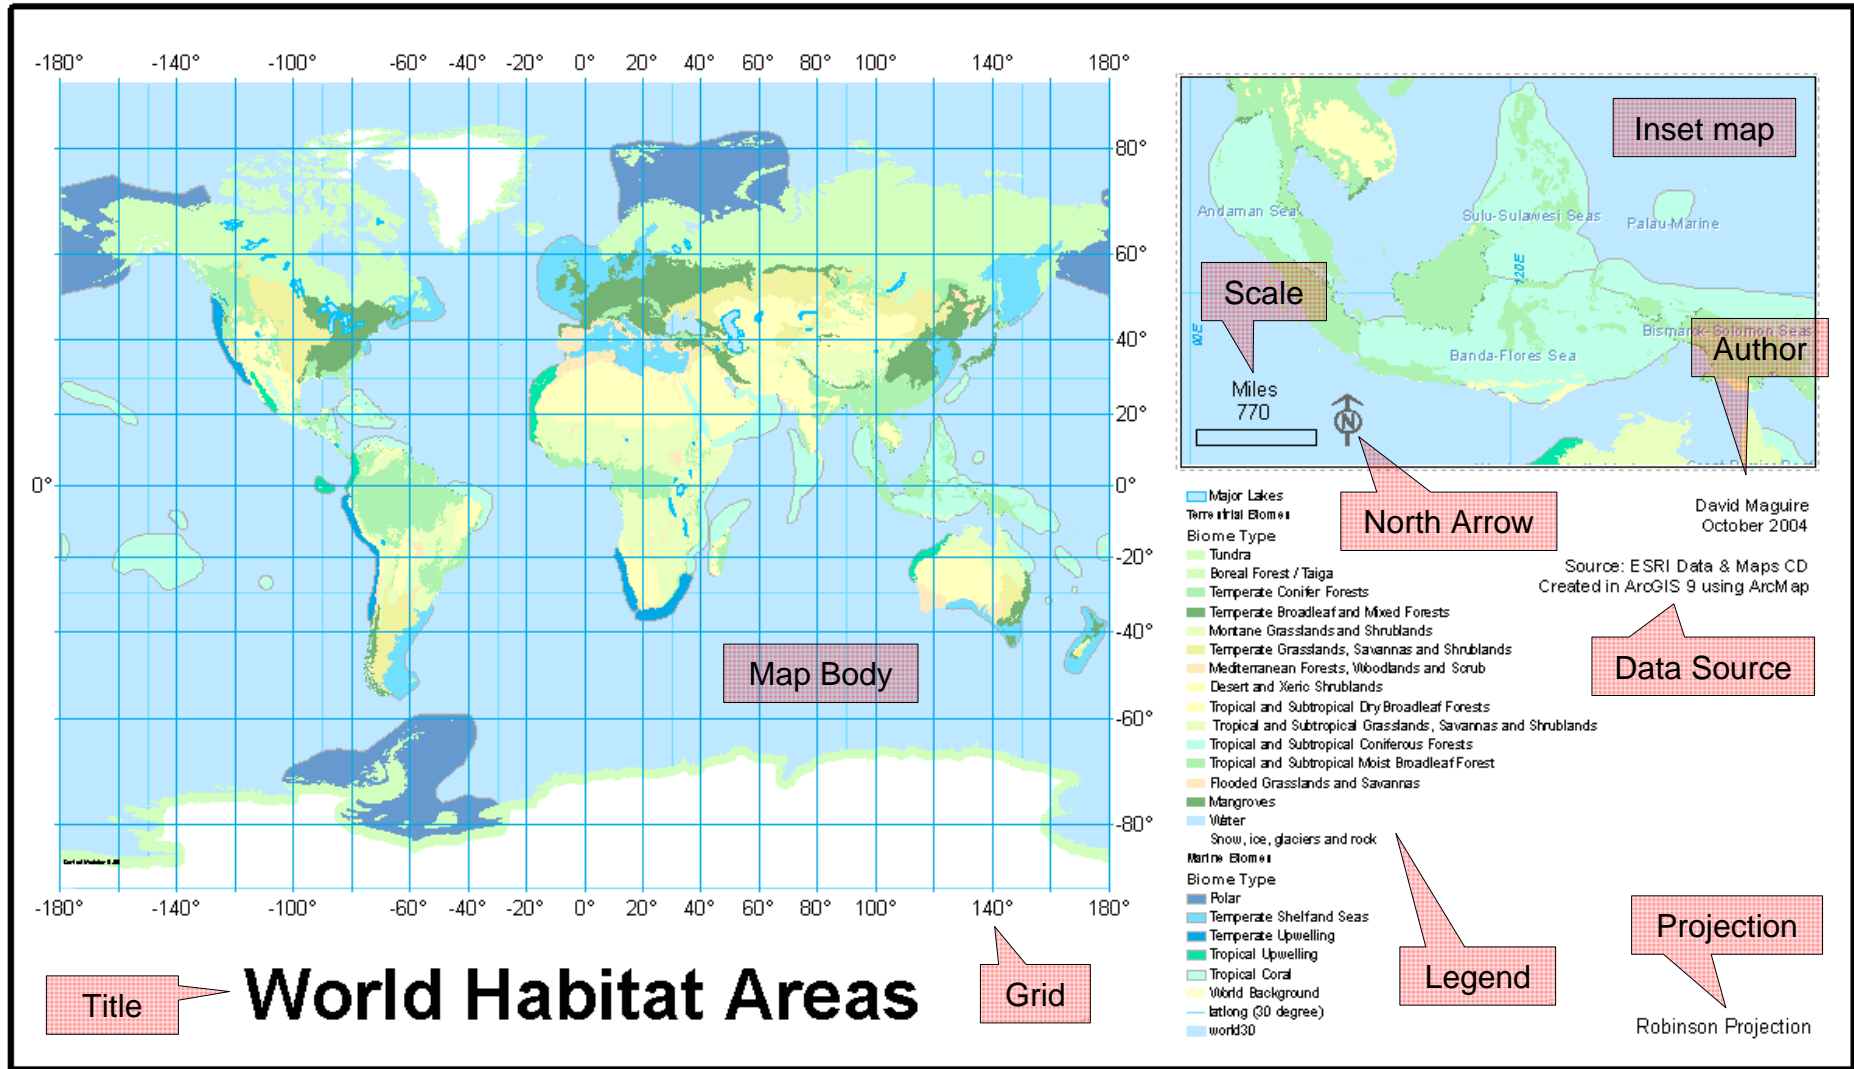 -180° -140° -100° -60° -40° -20° 0° 20° 40° 60° 80° 100° 140° 180°
80°
60°
40°
20°
0° 0°
-20°
-40°
-60°
-80°
Map Body
-180° -140° -100° -60° -40° -20° 0° 20° 40° 60° 80° 100° 140° 180°
Grid
Title
World Habitat Areas
Inset map
Andaman Sea
Sulu-Sulawesi Seas
Palau-Marine
120E
90E
Bismark-Solomon Seas
Banda-Flores Sea
Scale
Miles
770
N
North Arrow
Author
David Maguire
October 2004
Source: ESRI Data & Maps CD
Created in ArcGIS 9 using ArcMap
Data Source
Major Lakes
Terrestrial Biomes
Biome Type
Tundra
Boreal Forest / Taiga
Temperate Conifer Forests
Temperate Broadleaf and Mixed Forests
Montane Grasslands and Shrublands
Temperate Grasslands, Savannas and Shrublands
Mediterranean Forests, Woodlands and Scrub
Desert and Xeric Shrublands
Tropical and Subtropical Dry Broadleaf Forests
Tropical and Subtropical Grasslands, Savannas and Shrublands
Tropical and Subtropical Coniferous Forests
Tropical and Subtropical Moist Broadleaf Forest
Flooded Grasslands and Savannas
Mangroves
Water
Snow, ice, glaciers and rock
Marine Biomes
Biome Type
Polar
Temperate Shelf and Seas
Temperate Upwelling
Tropical Upwelling
Tropical Coral
World Background
latlong (30 degree)
world30
Legend
Projection
Robinson Projection